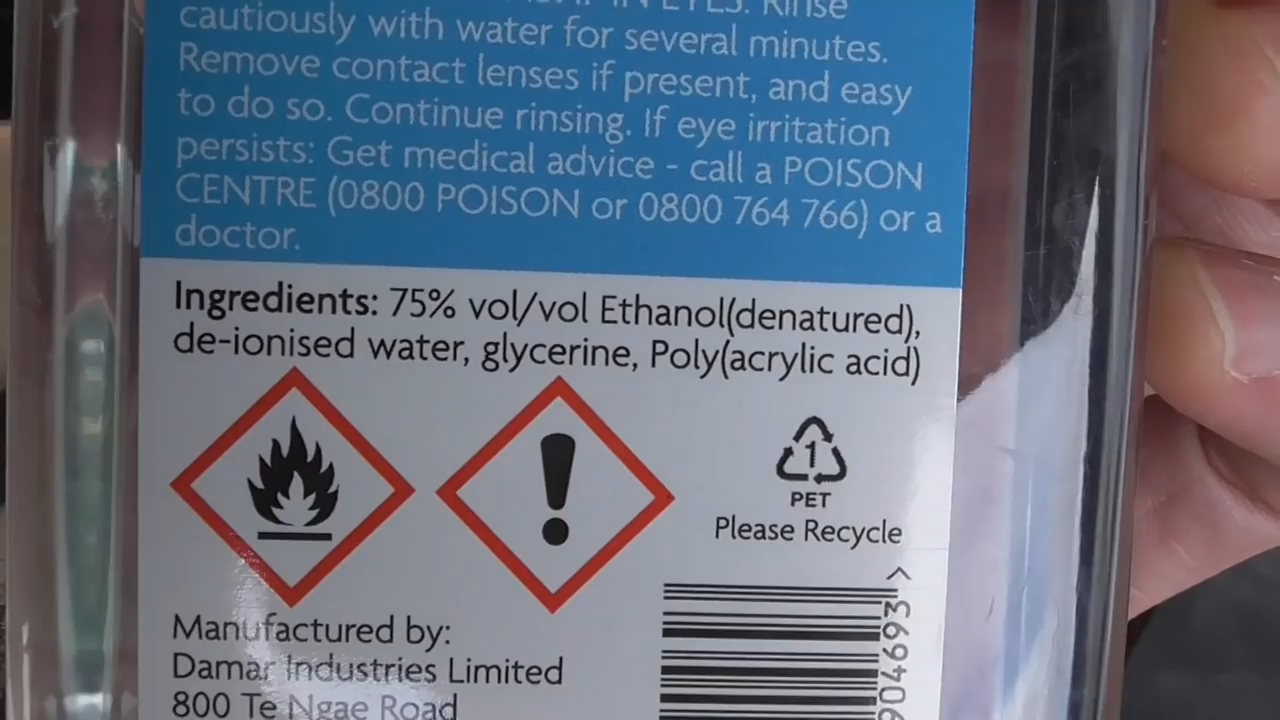 IN EYES: Rinse
cautiously with water for several minutes.
Remove contact lenses if present, and easy
to do so. Continue rinsing. If eye irritation
persists: Get medical advice - call a POISON
CENTRE (0800 POISON or 0800 764 766) or a
doctor.
Ingredients: 75% vol/vol Ethanol(denatured),
de-ionised water, glycerine, Poly(acrylic acid)
1
PET
Please Recycle
Manufactured by:
Damar Industries Limited
800 Te Ngae Road
904693 >